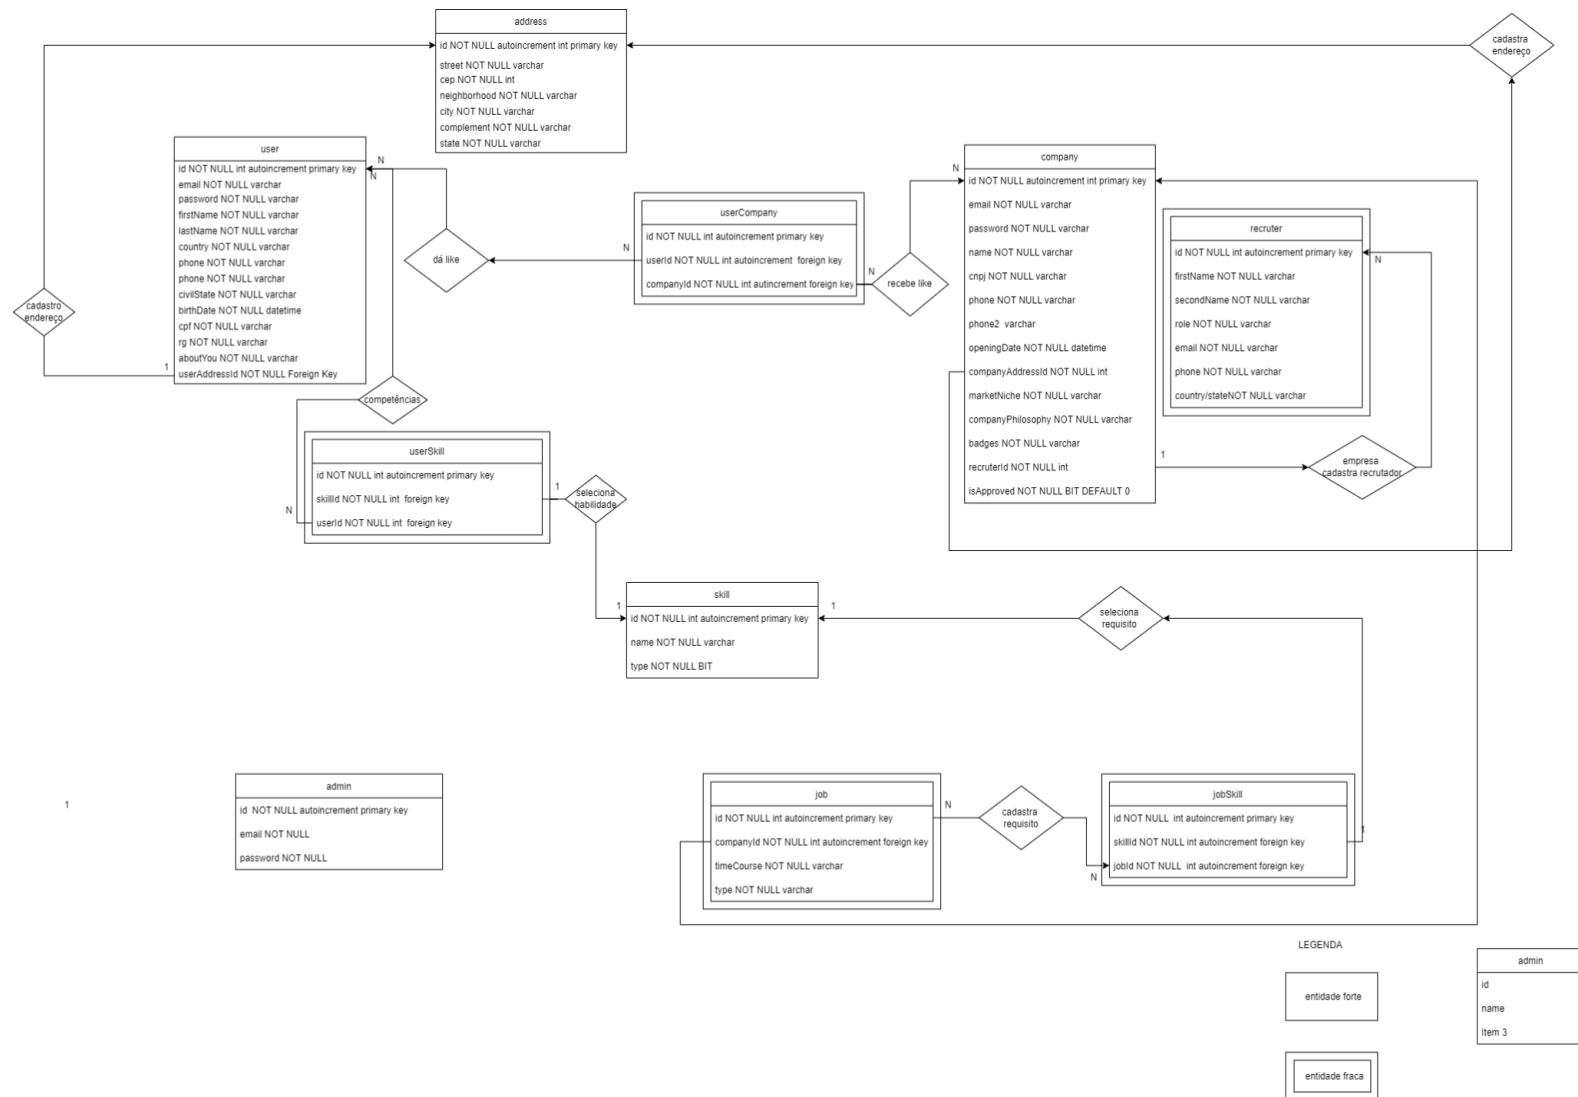 address
id NOT NULL autoincrement int primary key
street NOT NULL varchar
cep NOT NULL int
neighborhood NOT NULL varchar
city NOT NULL varchar
complement NOT NULL varchar
state NOT NULL varchar
cadastra
endereço
user
id NOT NULL int autoincrement primary key
email NOT NULL varchar
password NOT NULL varchar
firstName NOT NULL varchar
lastName NOT NULL varchar
country NOT NULL varchar
phone NOT NULL varchar
phone NOT NULL varchar
civilState NOT NULL varchar
birthDate NOT NULL datetime
cpf NOT NULL varchar
rg NOT NULL varchar
aboutYou NOT NULL varchar
userAddressId NOT NULL Foreign Key
N
N
cadastro
endereço
1
dá like
N
userCompany
id NOT NULL int autoincrement primary key
userId NOT NULL int autoincrement  foreign key
companyId NOT NULL int autincrement foreign key
N
recebe like
N
company
id NOT NULL autoincrement int primary key
email NOT NULL varchar
password NOT NULL varchar
name NOT NULL varchar
cnpj NOT NULL varchar
phone NOT NULL varchar
phone2  varchar
openingDate NOT NULL datetime
companyAddressId NOT NULL int
marketNiche NOT NULL varchar
companyPhilosophy NOT NULL varchar
badges NOT NULL varchar
recruterId NOT NULL int
isApproved NOT NULL BIT DEFAULT 0
recruter
id NOT NULL int autoincrement primary key
firstName NOT NULL varchar
secondName NOT NULL varchar
role NOT NULL varchar
email NOT NULL varchar
phone NOT NULL varchar
country/stateNOT NULL varchar
N
1
empresa
cadastra recrutador
competências
userSkill
id NOT NULL int autoincrement primary key
skillId NOT NULL int  foreign key
userId NOT NULL int  foreign key
N
1
seleciona
habilidade
skill
id NOT NULL int autoincrement primary key
name NOT NULL varchar
type NOT NULL BIT
1
1
seleciona
requisito
admin
id  NOT NULL autoincrement primary key
email NOT NULL
password NOT NULL
1
job
id NOT NULL int autoincrement primary key
companyId NOT NULL int autoincrement foreign key
timeCourse NOT NULL varchar
type NOT NULL varchar
N
cadastra
requisito
N
jobSkill
id NOT NULL  int autoincrement primary key
skillId NOT NULL int autoincrement foreign key
jobId NOT NULL  int autoincrement foreign key
1
LEGENDA
entidade forte
entidade fraca
admin
id
name
Item 3